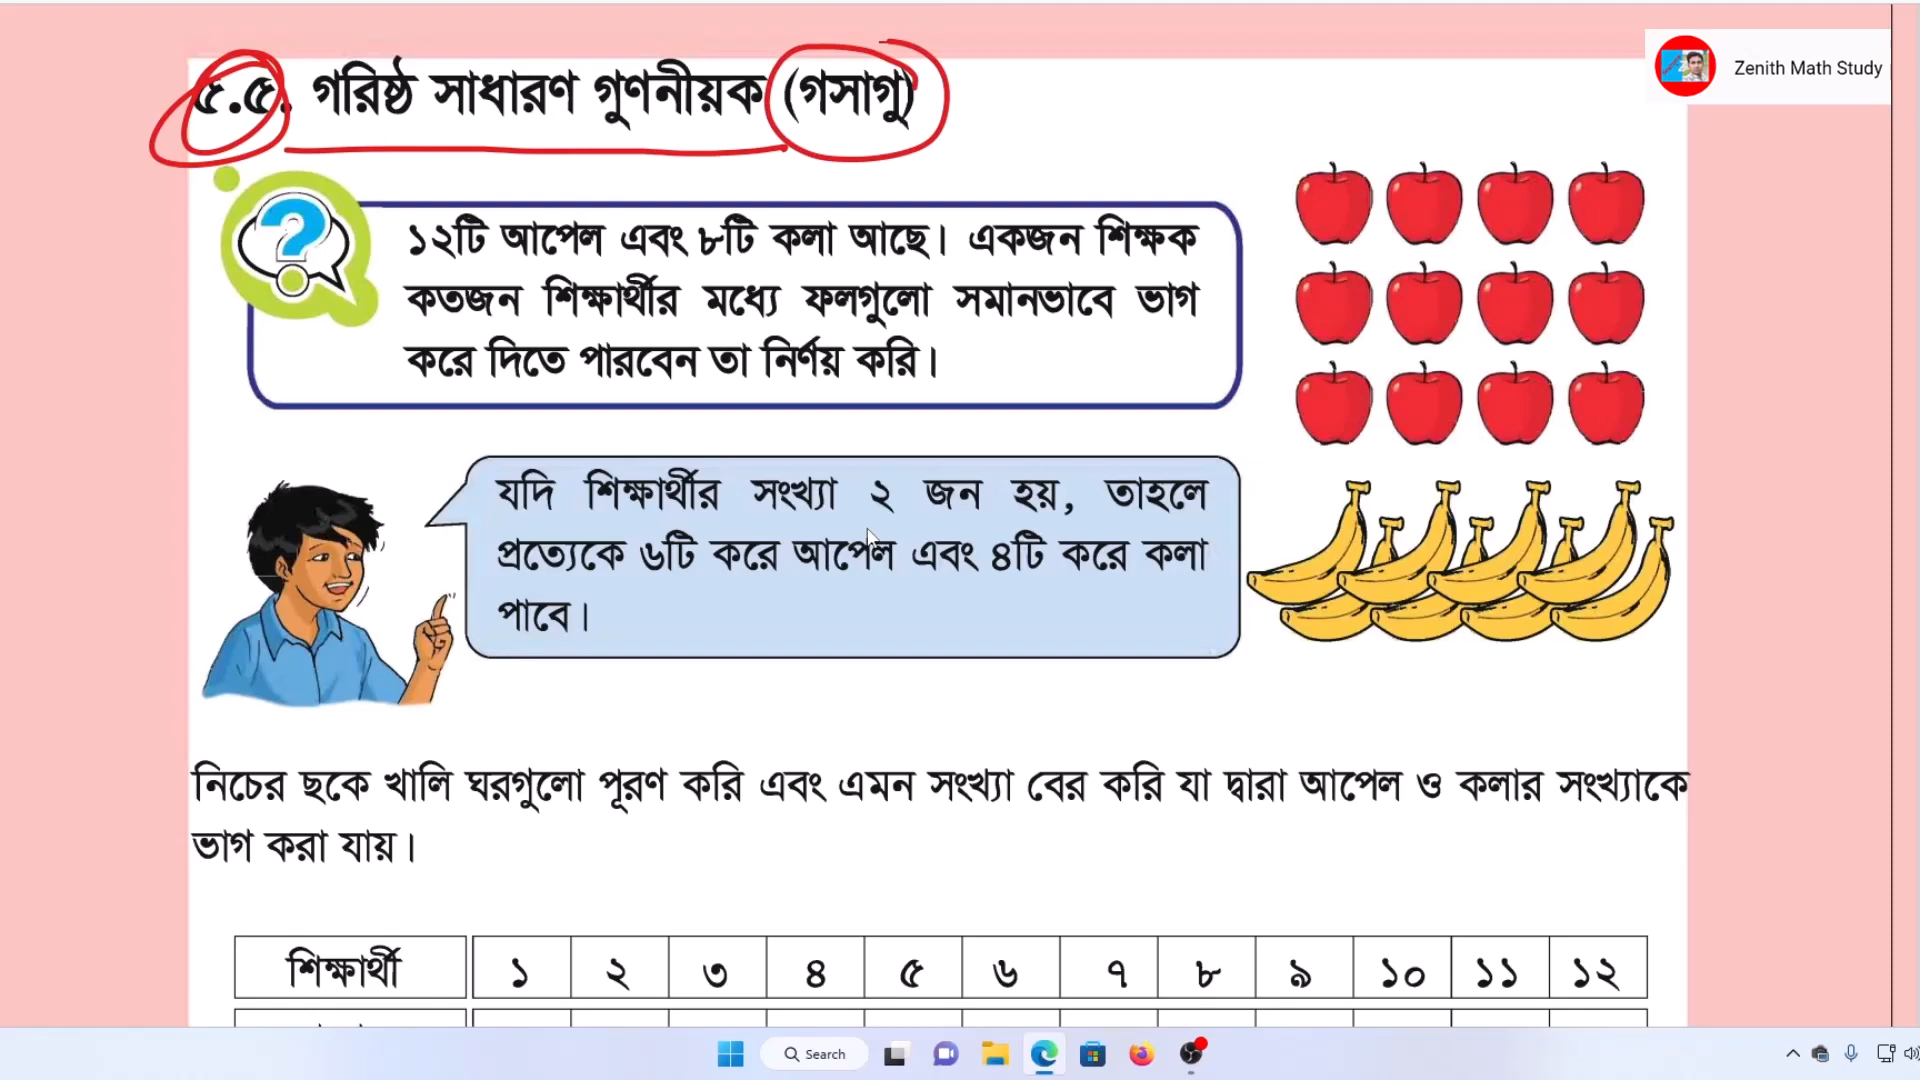 ৫.৫. গরিষ্ঠ সাধারণ গুণনীয়ক (গসাগু)
Zenith Math Study
?
১২টি আপেল এবং ৮টি কলা আছে। একজন শিক্ষক
কতজন শিক্ষার্থীর মধ্যে ফলগুলো সমানভাবে ভাগ
করে দিতে পারবেন তা নির্ণয় করি।
যদি শিক্ষার্থীর সংখ্যা ২ জন হয়, তাহলে
প্রত্যেকে ৬টি করে আপেল এবং ৪টি করে কলা
পাবে।
নিচের ছকে খালি ঘরগুলো পূরণ করি এবং এমন সংখ্যা বের করি যা দ্বারা আপেল ও কলার সংখ্যাকে
ভাগ করা যায়।
শিক্ষার্থী ১ ২ ৩ ৪ ৫ ৬ ৭ ৮ ৯ ১০ ১১ ১২
Search